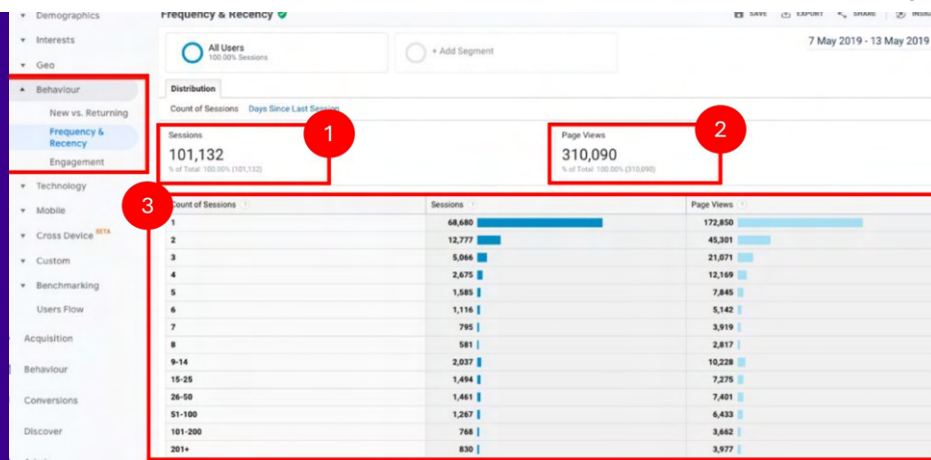 Demographics
Interests
Geo
Behaviour
New vs. Returning
Frequency &
Recency
Engagement
Technology
Mobile
Cross Device BETA
Custom
Benchmarking
Users Flow
Acquisition
Behaviour
Conversions
Discover
Frequency & Recency
SAVE EXPORT SHARE
All Users
100.00% Sessions
+ Add Segment
7 May 2019 - 13 May 2019
Distribution
Count of Sessions Days Since Last Session
1
Sessions
101,132
% of Total: 100.00% (101,132)
2
Page Views
310,090
% of Total: 100.00% (310,090)
3
Count of Sessions Sessions Page Views
1 68,680 172,850
2 12,777 45,301
3 5,066 21,071
4 2,675 12,169
5 1,585 7,845
6 1,116 5,142
7 795 3,919
8 581 2,817
9-14 2,037 10,228
15-25 1,494 7,275
26-50 1,461 7,401
51-100 1,267 6,433
101-200 768 3,662
201+ 830 3,977